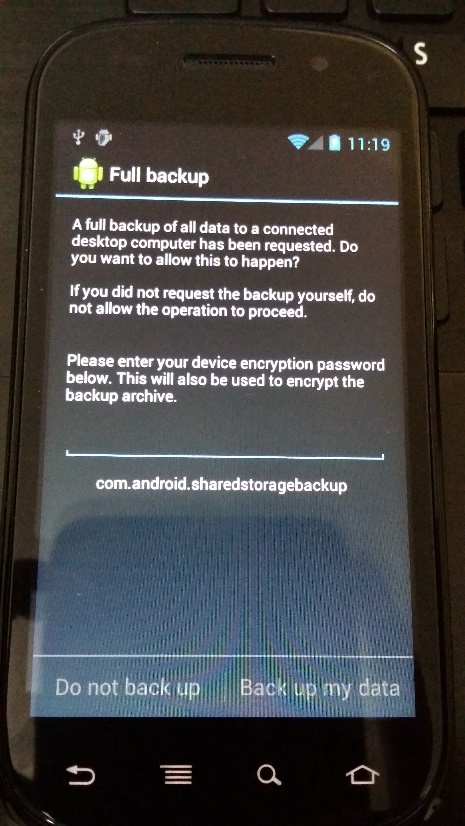 S
11:19
Full backup
A full backup of all data to a connected
desktop computer has been requested. Do
you want to allow this to happen?
If you did not request the backup yourself, do
not allow the operation to proceed.
Please enter your device encryption password
below. This will also be used to encrypt the
backup archive.
com.android.sharedstoragebackup
Do not back up
Back up my data